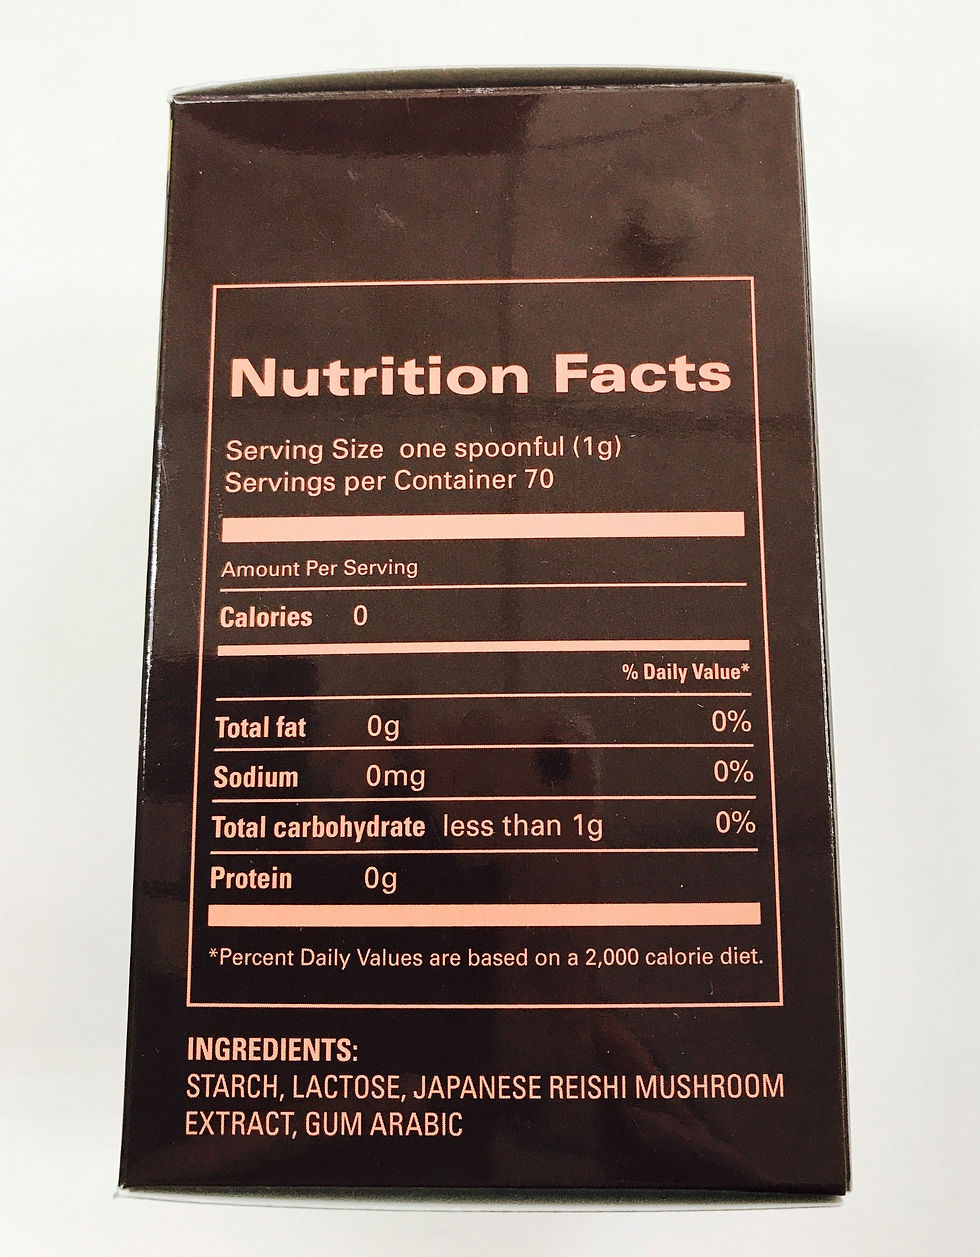 Nutrition Facts
Serving Size one spoonful (1g)
Servings per Container 70
Amount Per Serving
Calories 0
% Daily Value*
Total fat 0g 0%
Sodium 0mg 0%
Total carbohydrate less than 1g 0%
Protein 0g
*Percent Daily Values are based on a 2,000 calorie diet.
INGREDIENTS:
STARCH, LACTOSE, JAPANESE REISHI MUSHROOM
EXTRACT, GUM ARABIC